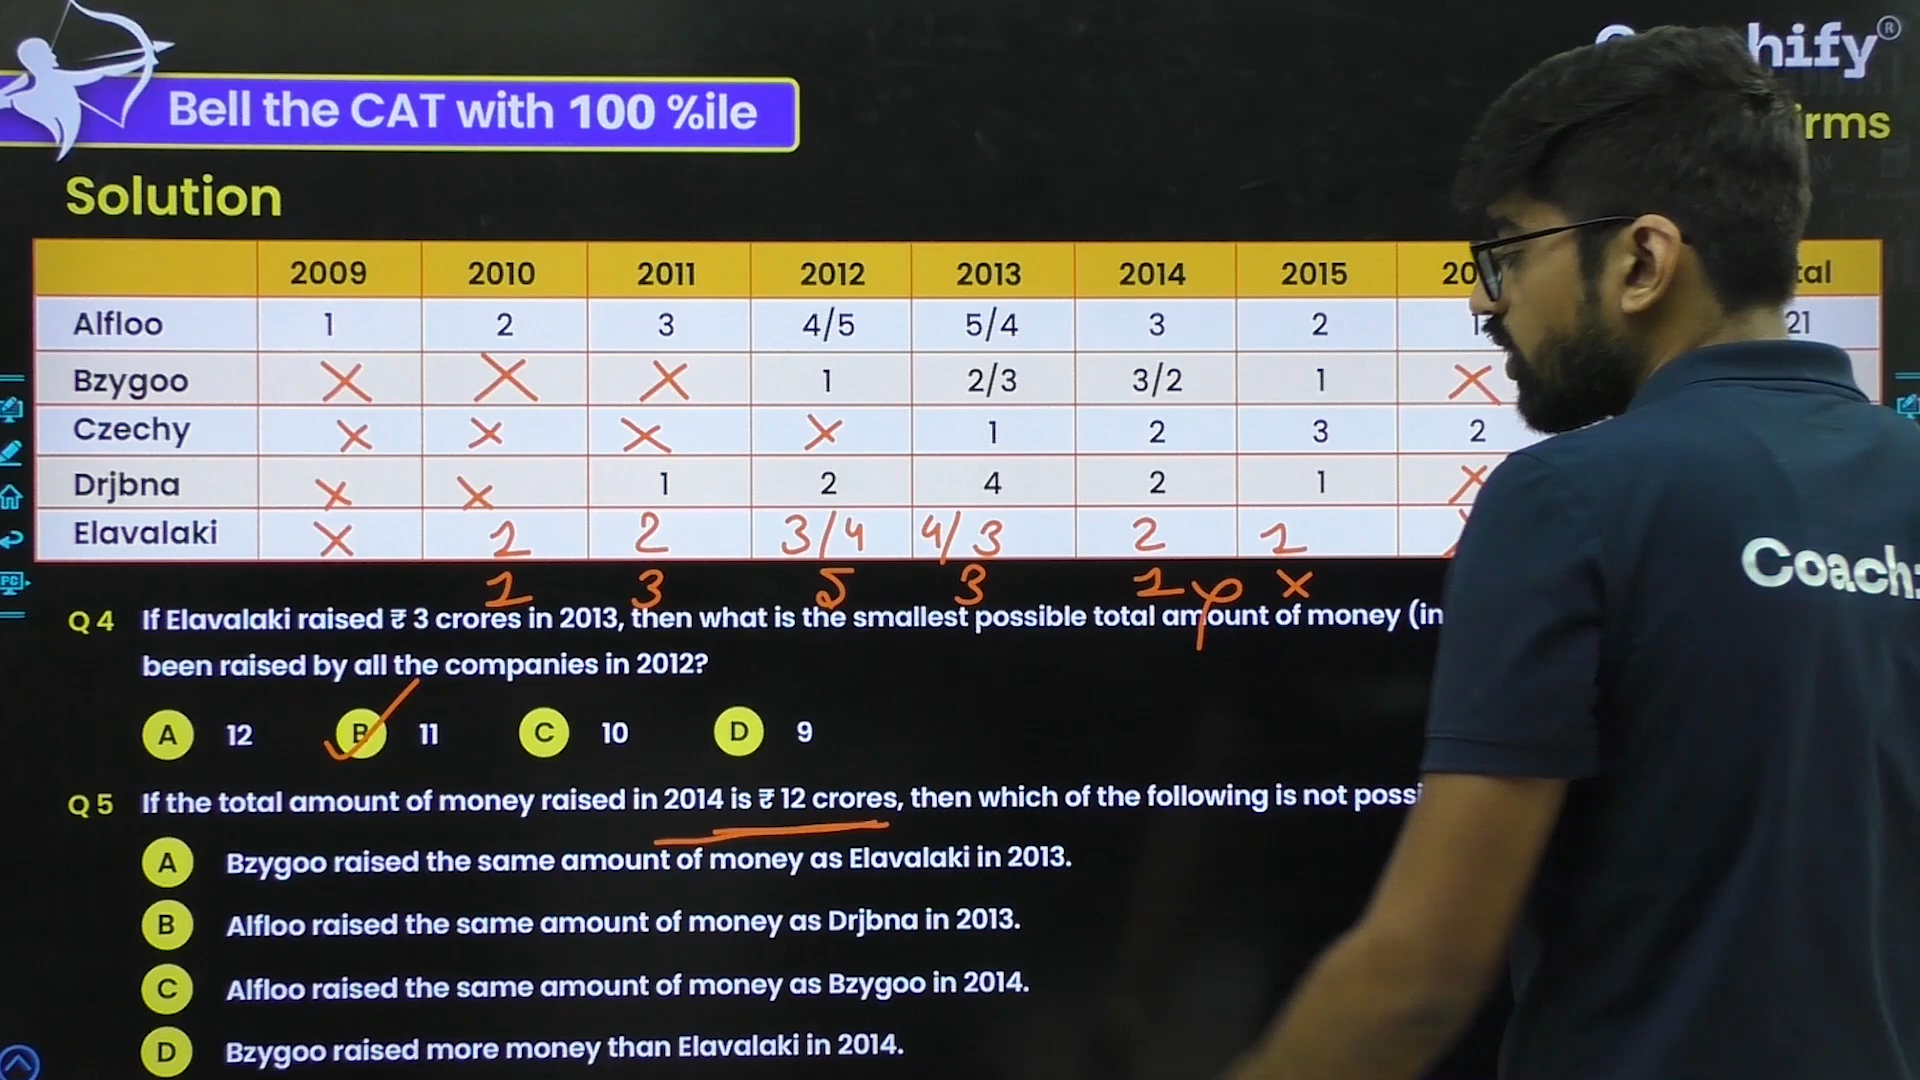 hify®
Bell the CAT with 100 %ile
irms
Solution
2009 2010 2011 2012 2013 2014 2015 20 tal
Alfloo 1 2 3 4/5 5/4 3 2 1 21
Bzygoo X X X 1 2/3 3/2 1 X
Czechy X X X X 1 2 3 2
Drjbna X X 1 2 4 2 1 X
Elavalaki X 1 2 3/4 4/3 2 1
1 3 5 3 1 X
Q 4 If Elavalaki raised ₹ 3 crores in 2013, then what is the smallest possible total amount of money (in
been raised by all the companies in 2012?
A 12 B 11 C 10 D 9
Q 5 If the total amount of money raised in 2014 is ₹ 12 crores, then which of the following is not possi
A Bzygoo raised the same amount of money as Elavalaki in 2013.
B Alfloo raised the same amount of money as Drjbna in 2013.
C Alfloo raised the same amount of money as Bzygoo in 2014.
D Bzygoo raised more money than Elavalaki in 2014.
Coach